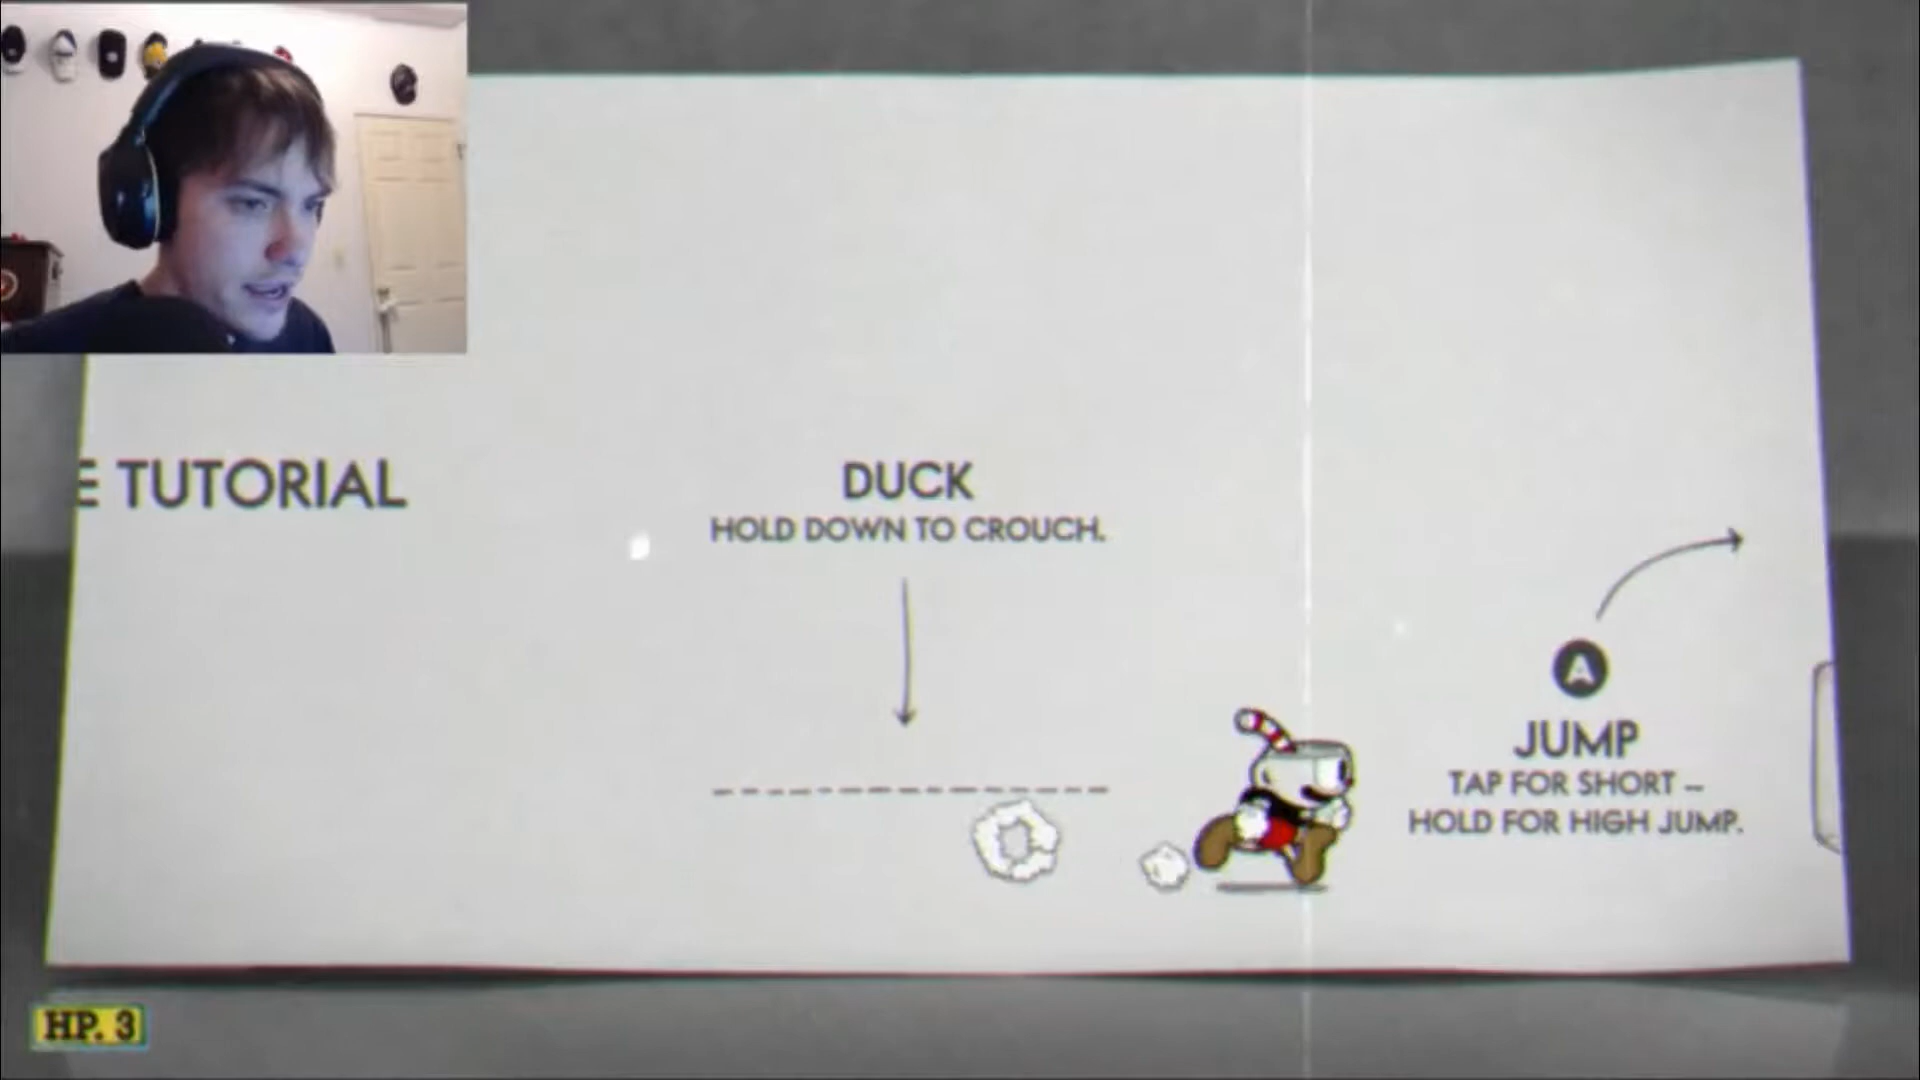 E TUTORIAL
DUCK
HOLD DOWN TO CROUCH.
A
JUMP
TAP FOR SHORT –
HOLD FOR HIGH JUMP.
HP. 3